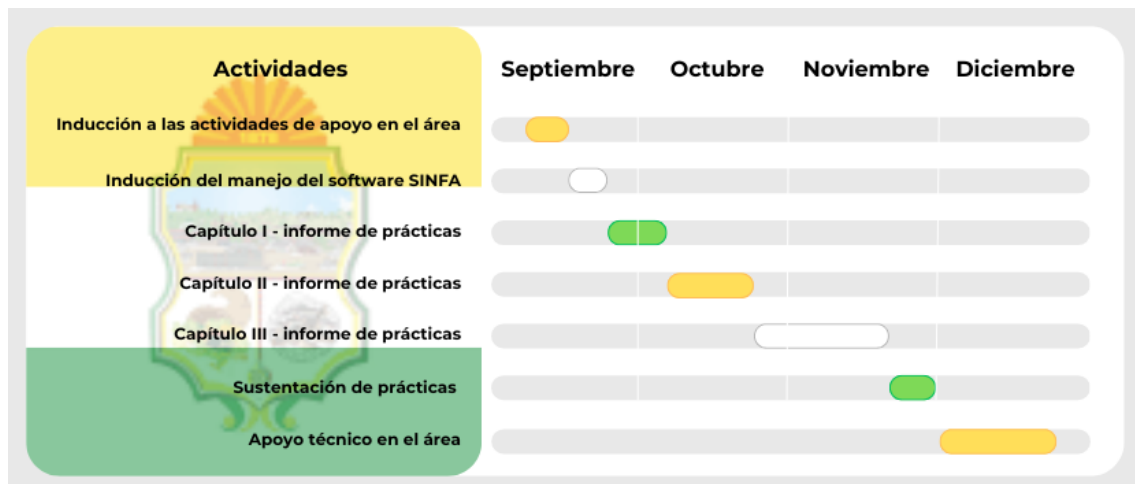 Actividades
Septiembre Octubre Noviembre Diciembre
Inducción a las actividades de apoyo en el área
Inducción del manejo del software SINFA
Capítulo I - informe de prácticas
Capítulo II - informe de prácticas
Capítulo III - informe de prácticas
Sustentación de prácticas
Apoyo técnico en el área